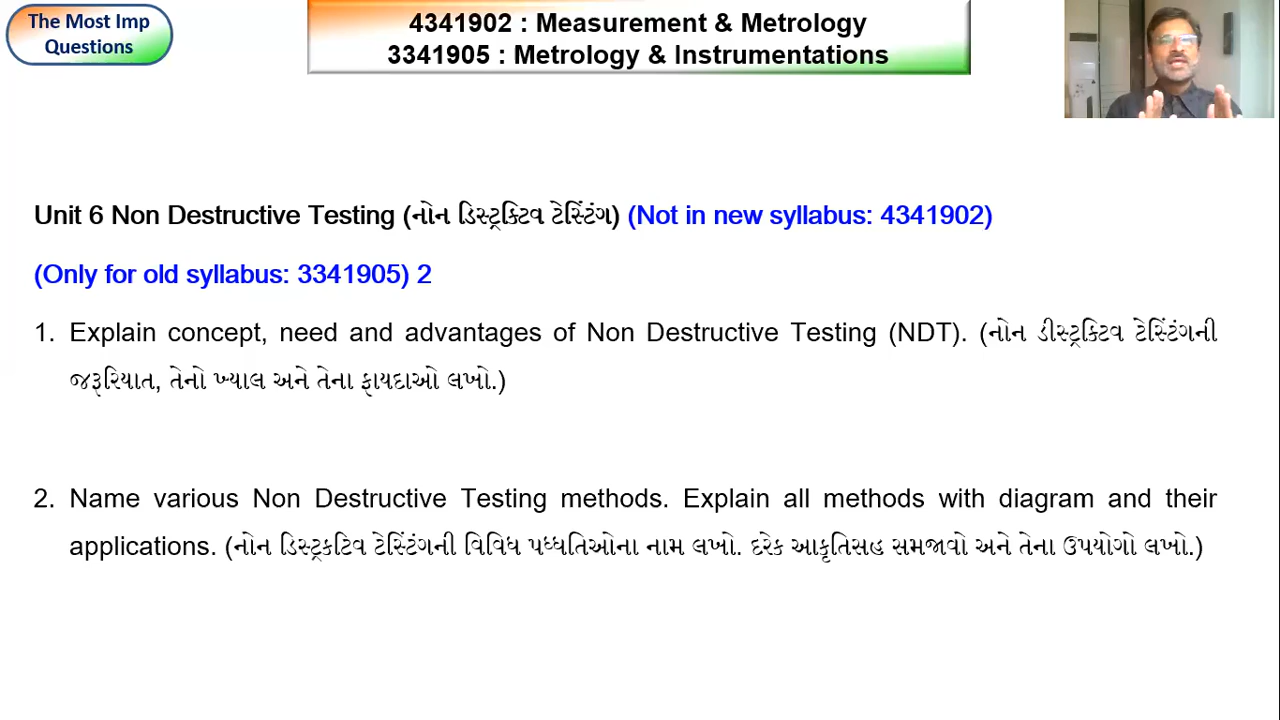 The Most Imp
Questions
4341902 : Measurement & Metrology
3341905 : Metrology & Instrumentations
Unit 6 Non Destructive Testing (નોન ડિસ્ટ્રક્ટિવ ટેસ્ટિંગ) (Not in new syllabus: 4341902)
(Only for old syllabus: 3341905) 2
1. Explain concept, need and advantages of Non Destructive Testing (NDT). (નોન ડીસ્ટ્રક્ટિવ ટેસ્ટિંગની
જરૂરિયાત, તેનો ખ્યાલ અને તેના ફાયદાઓ લખો.)
2. Name various Non Destructive Testing methods. Explain all methods with diagram and their
applications. (નોન ડિસ્ટ્રકટિવ ટેસ્ટિંગની વિવિધ પધ્ધતિઓના નામ લખો. દરેક આકૃતિસહ સમજાવો અને તેના ઉપયોગો લખો.)